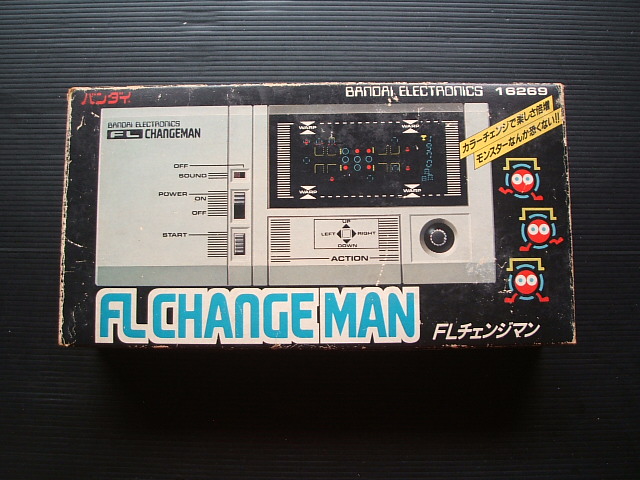 バンダイ
BANDAI ELECTRONICS 16269
カラーチェンジで楽しさ倍増
モンスターなんか恐くない!!
BANDAI ELECTRONICS
FL CHANGEMAN
OFF
SOUND
POWER
ON
OFF
START
WARP
WARP
WARP
WARP
UP
LEFT RIGHT
DOWN
ACTION
FL CHANGE MAN
FLチェンジマン